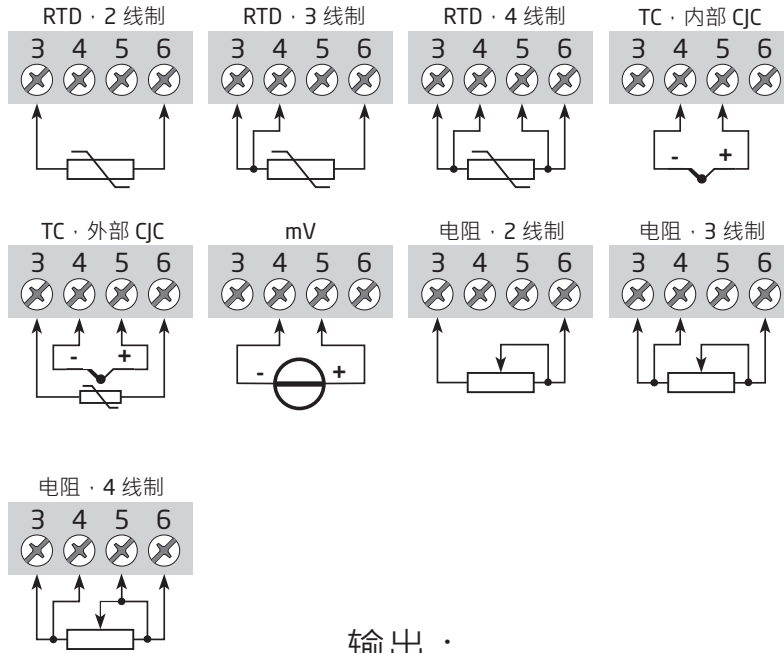 RTD · 2 线制
RTD · 3 线制
RTD · 4 线制
TC · 内部 CJC
3 4 5 6
3 4 5 6
3 4 5 6
3 4 5 6
- +
TC · 外部 CJC
mV
电阻 · 2 线制
电阻 · 3 线制
3 4 5 6
3 4 5 6
3 4 5 6
3 4 5 6
- +
- +
电阻 · 4 线制
3 4 5 6
输出 ·